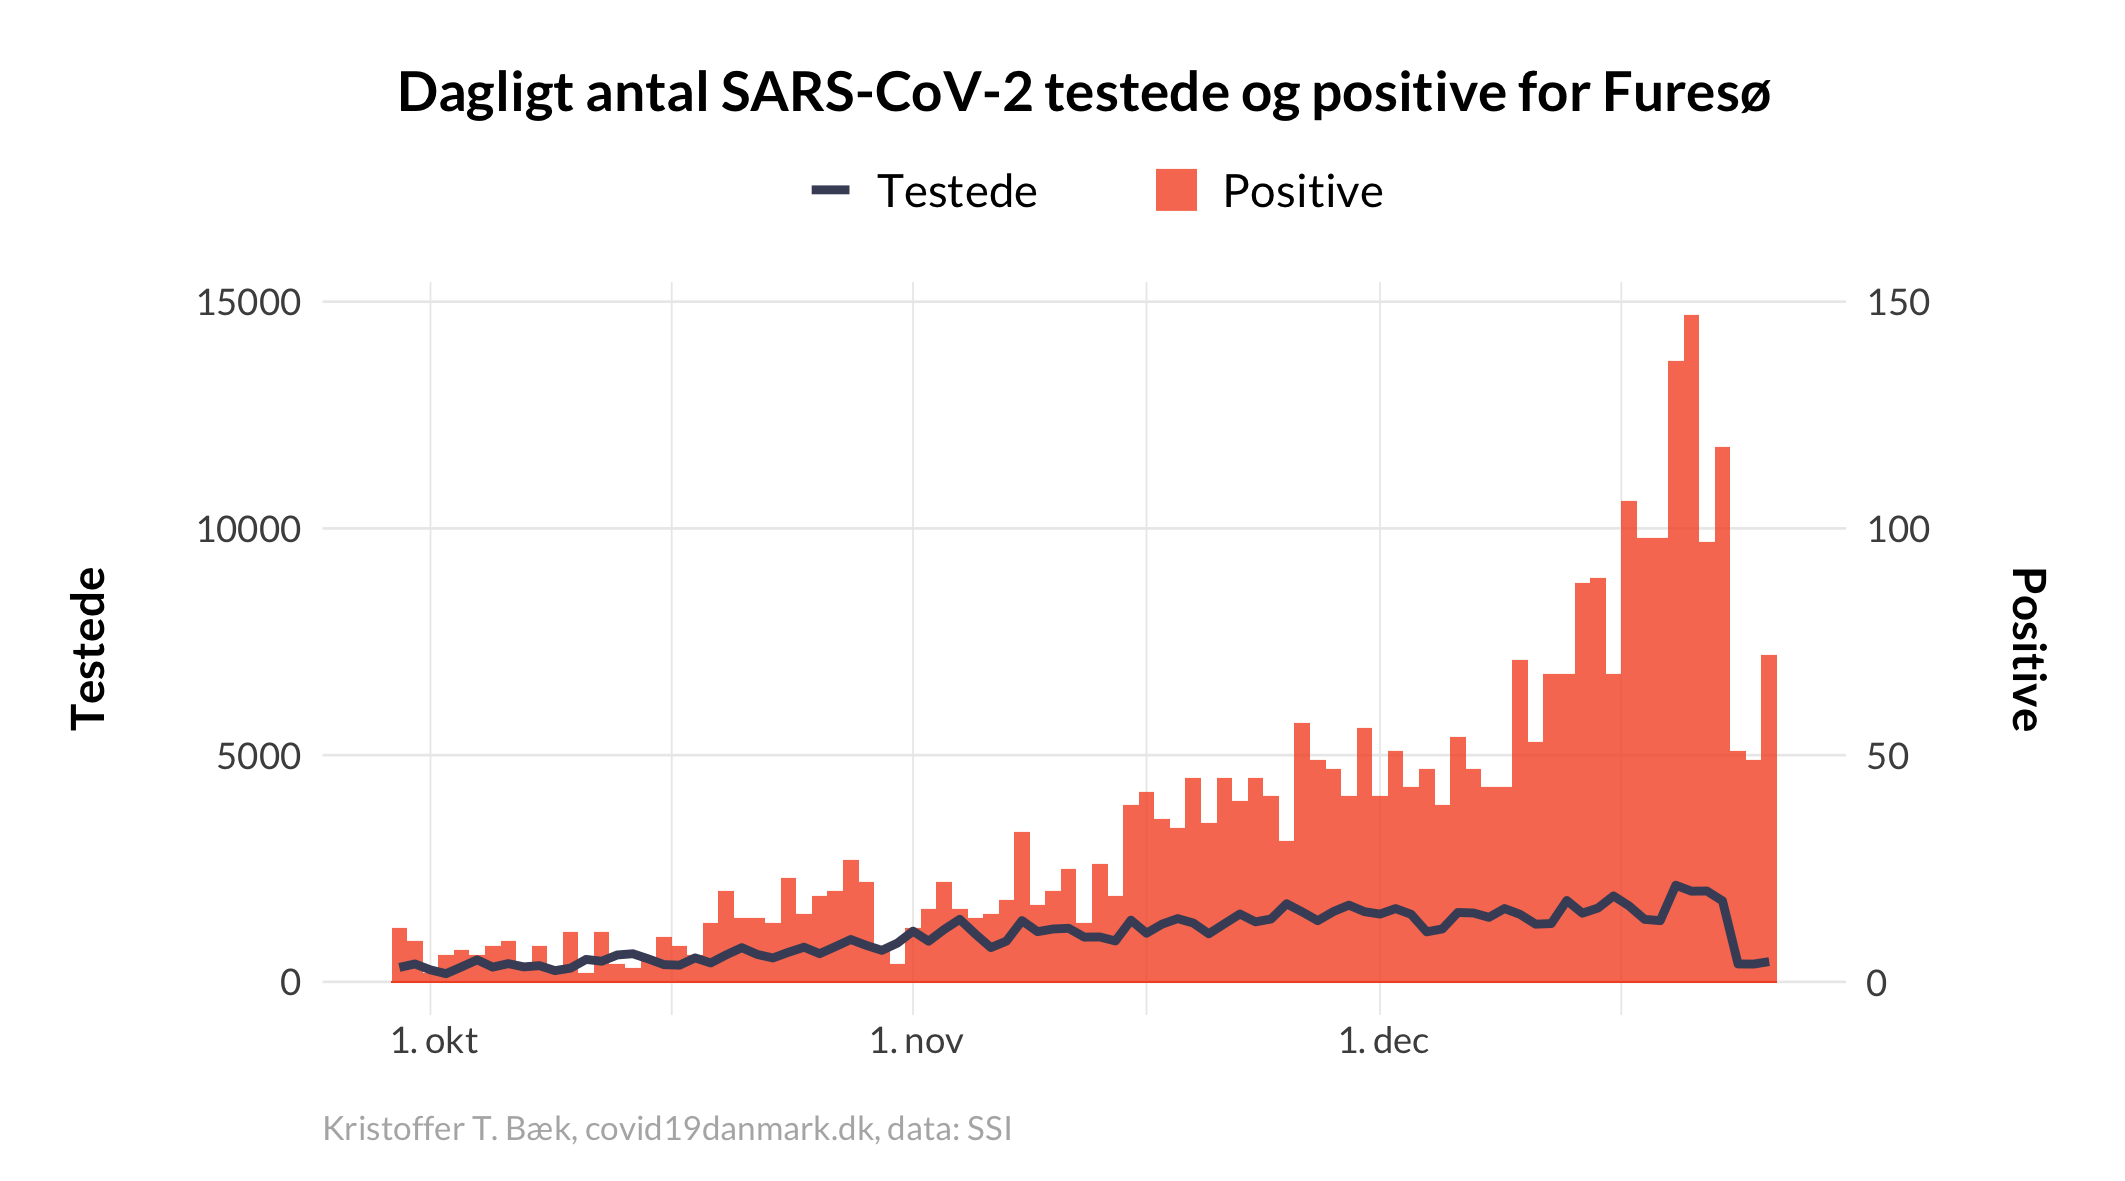 Dagligt antal SARS-CoV-2 testede og positive for Furesø
Testede
Positive
15000
10000
5000
0
150
100
50
0
Testede
Positive
1. okt
1. nov
1. dec
Kristoffer T. Bæk, covid19danmark.dk, data: SSI